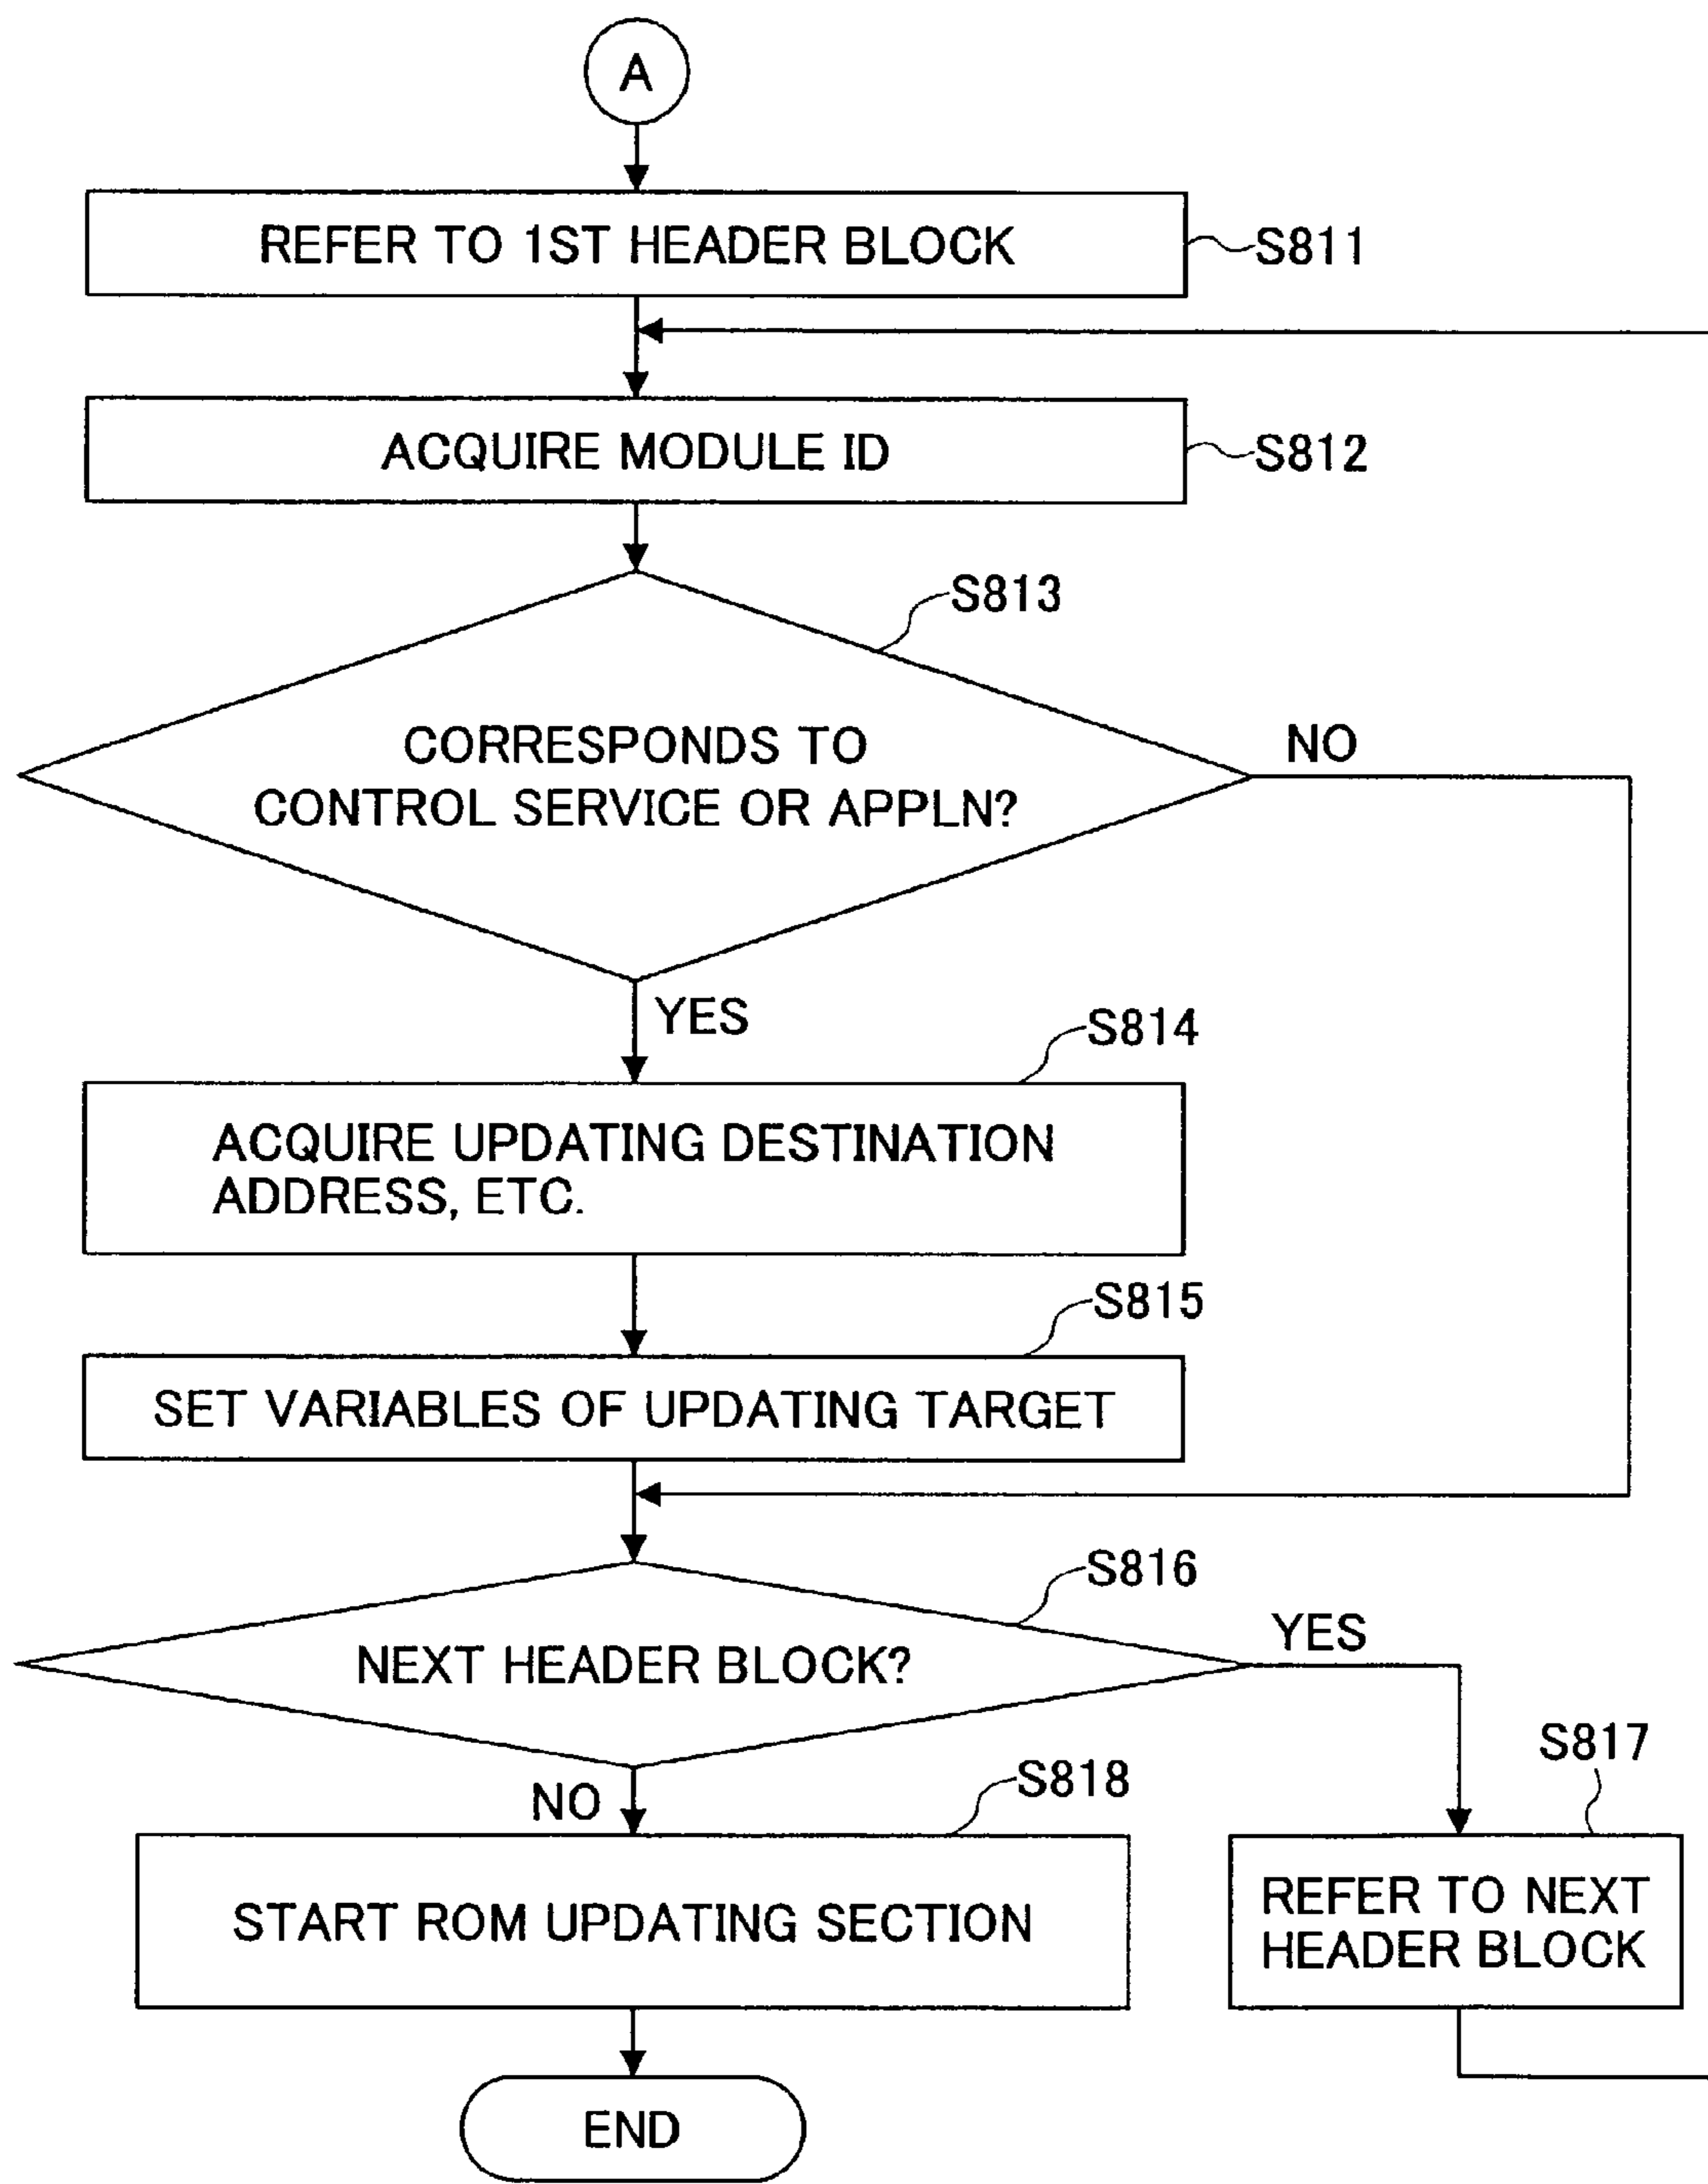 A
REFER TO 1ST HEADER BLOCK
S811
ACQUIRE MODULE ID
S812
S813
CORRESPONDS TO
CONTROL SERVICE OR APPLN?
NO
YES
S814
ACQUIRE UPDATING DESTINATION
ADDRESS, ETC.
S815
SET VARIABLES OF UPDATING TARGET
S816
NEXT HEADER BLOCK?
YES
S817
NO
S818
START ROM UPDATING SECTION
REFER TO NEXT
HEADER BLOCK
END